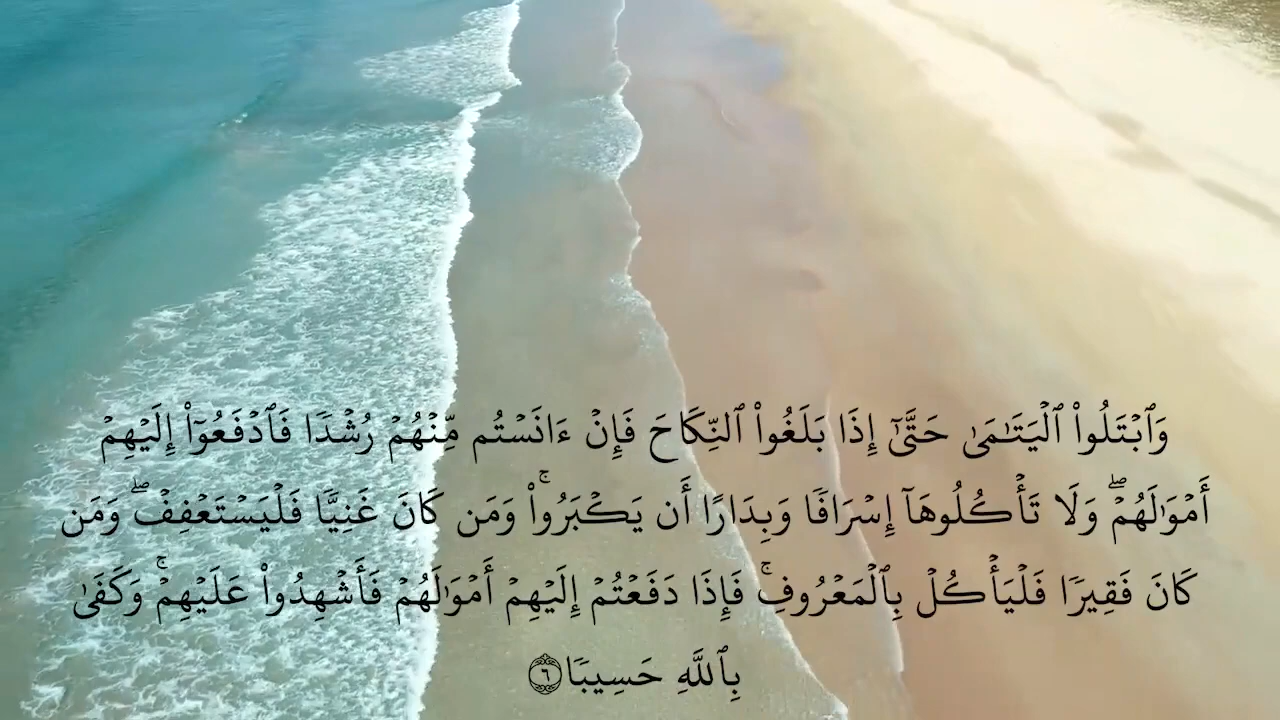 وَٱبۡتَلُواْ ٱلۡيَتَٰمَىٰ حَتَّىٰٓ إِذَا بَلَغُواْ ٱلنِّكَاحَ فَإِنۡ ءَانَسۡتُم مِّنۡهُمۡ رُشۡدٗا فَٱدۡفَعُوٓاْ إِلَيۡهِمۡ
أَمۡوَٰلَهُمۡۖ وَلَا تَأۡكُلُوهَآ إِسۡرَافٗا وَبِدَارًا أَن يَكۡبَرُواْۚ وَمَن كَانَ غَنِيّٗا فَلۡيَسۡتَعۡفِفۡۖ وَمَن
كَانَ فَقِيرٗا فَلۡيَأۡكُلۡ بِٱلۡمَعۡرُوفِۚ فَإِذَا دَفَعۡتُمۡ إِلَيۡهِمۡ أَمۡوَٰلَهُمۡ فَأَشۡهِدُواْ عَلَيۡهِمۡۚ وَكَفَىٰ
بِٱللَّهِ حَسِيبٗا ٦